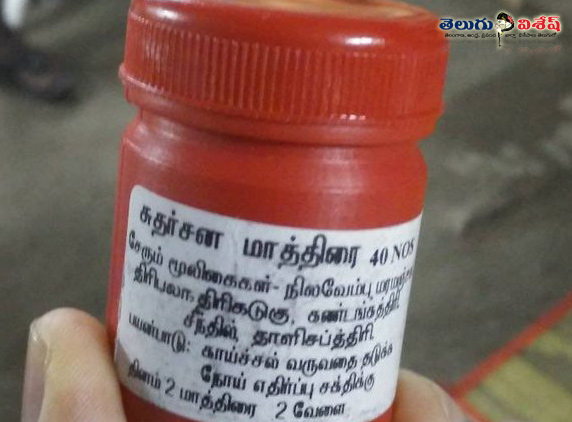 తెలుగు విశేష్
சுதர்சன மாத்திரை 40 NOS
சேரும் மூலிகைகள்- நிலவேம்பு
திரிபலா, திரிகடுகு, கண்டங்கத்திரி
சீந்தில், தாளிசப்த்திரி
பயன்பாடு: காய்ச்சல் வருவதை தடுக்க
நோய் எதிர்ப்பு சக்திக்கு
தினம் 2 மாத்திரை 2 வேளை